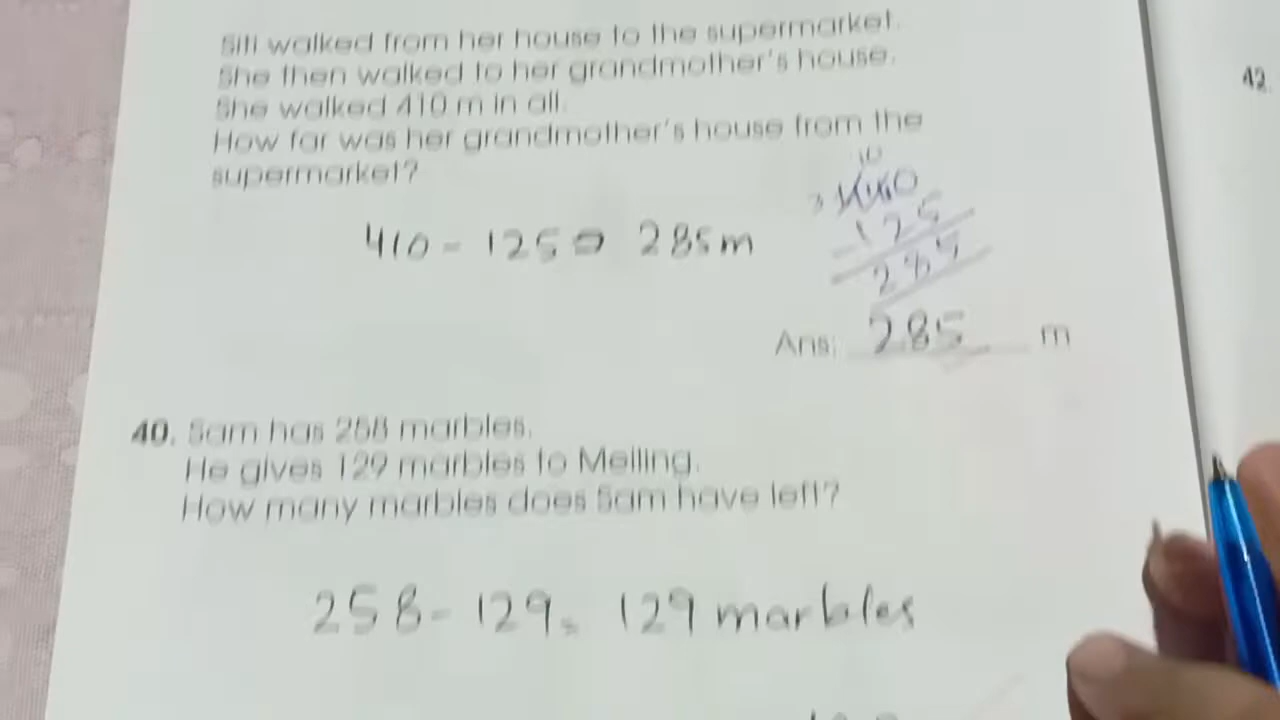 Siti walked from her house to the supermarket.
She then walked to her grandmother's house.
She walked 410 m in all.
How far was her grandmother's house from the
supermarket?
410 - 125 = 285m
10
- 125
285
Ans: 285 m
40. Sam has 258 marbles.
He gives 129 marbles to Meiling.
How many marbles does Sam have left?
258 - 129 = 129 marbles
42